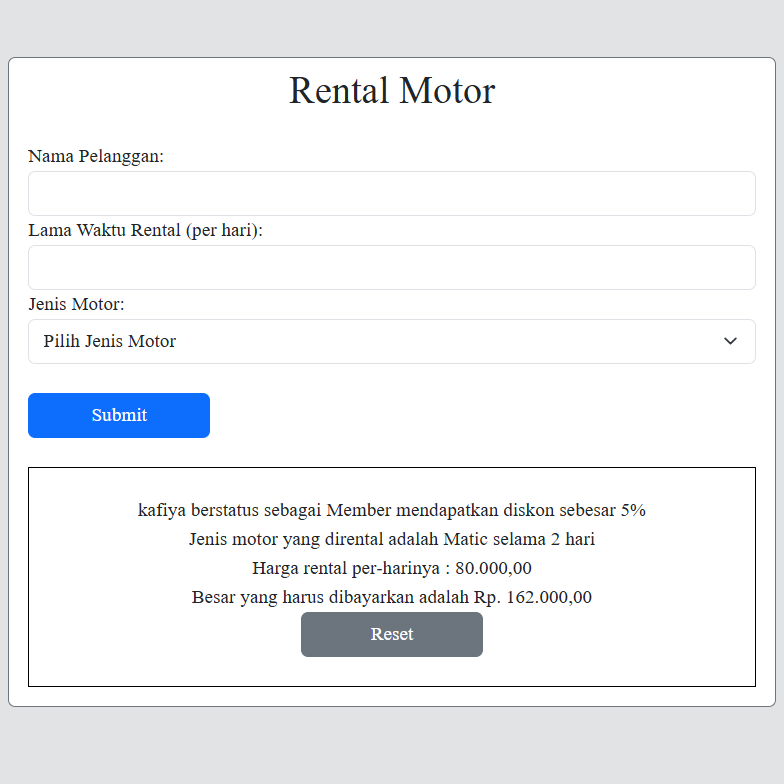 Rental Motor
Nama Pelanggan:
Lama Waktu Rental (per hari):
Jenis Motor:
Pilih Jenis Motor
Submit
kafiya berstatus sebagai Member mendapatkan diskon sebesar 5%
Jenis motor yang dirental adalah Matic selama 2 hari
Harga rental per-harinya : 80.000,00
Besar yang harus dibayarkan adalah Rp. 162.000,00
Reset